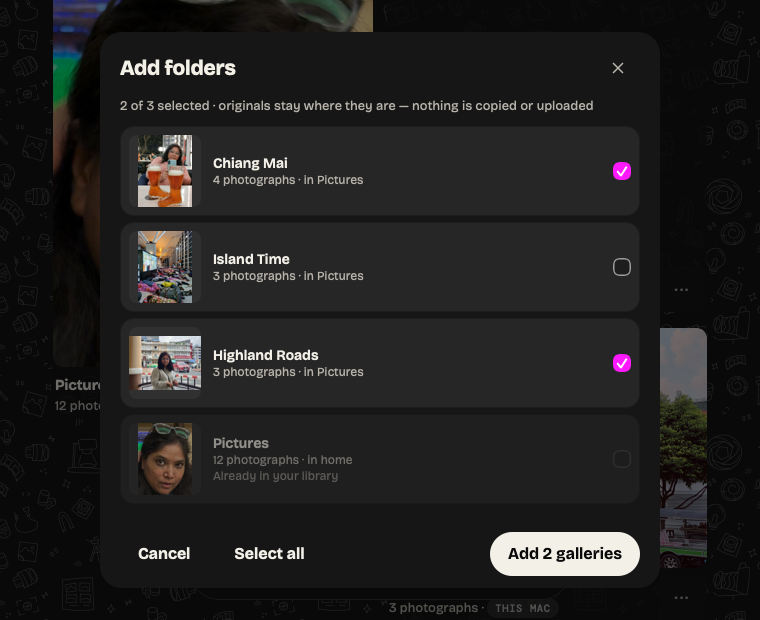 Add folders
2 of 3 selected · originals stay where they are — nothing is copied or uploaded
Chiang Mai
4 photographs · in Pictures
Island Time
3 photographs · in Pictures
Highland Roads
3 photographs · in Pictures
Pictures
12 photographs · in home
Already in your library
Cancel
Select all
Add 2 galleries
3 photographs · THIS MAC